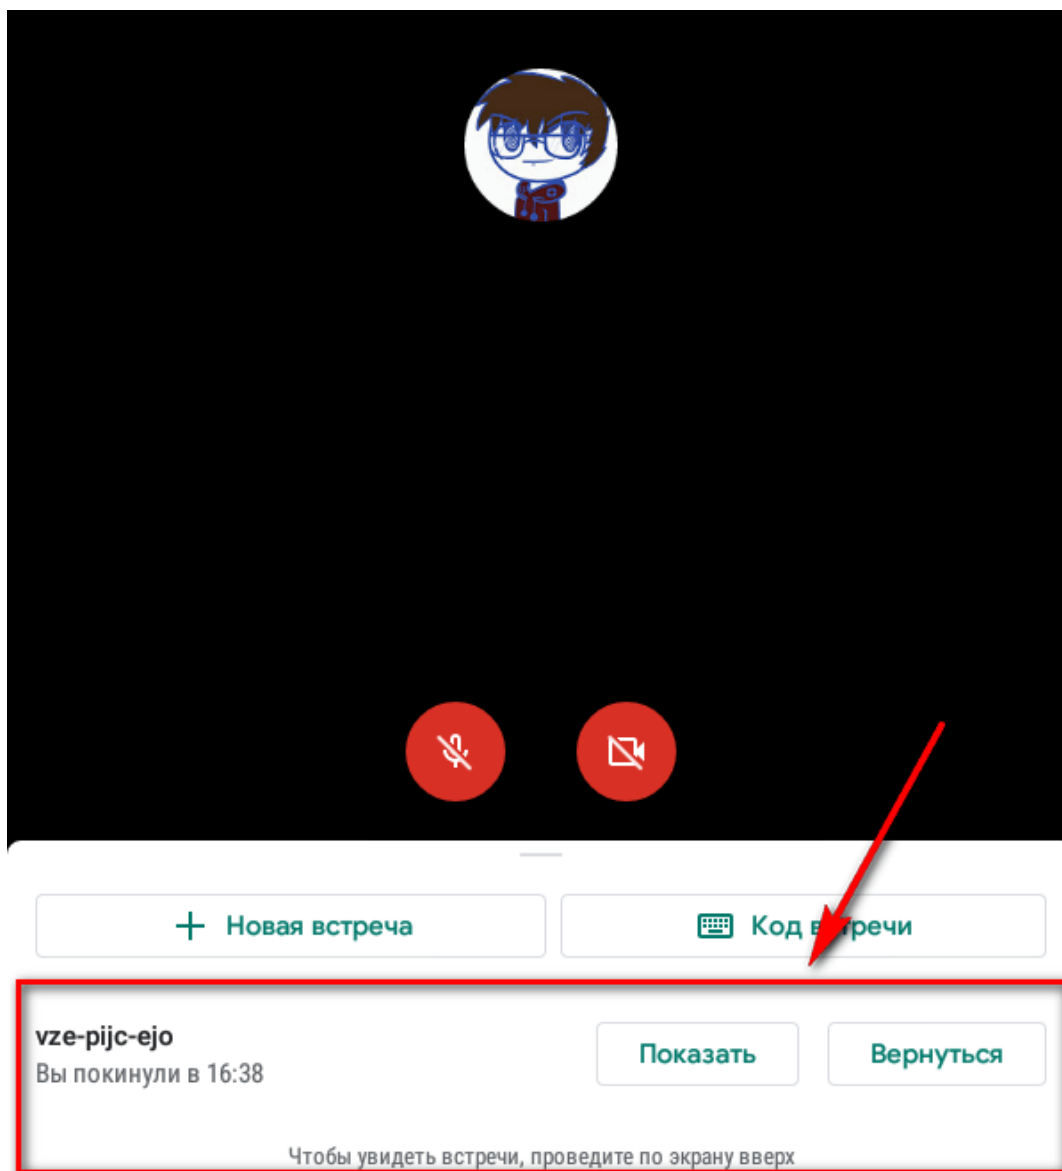 Новая встреча
Код встречи
vze-pijc-ejo
Вы покинули в 16:38
Показать
Вернуться
Чтобы увидеть встречи, проведите по экрану вверх